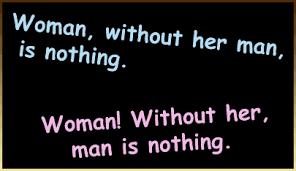 Woman, without her man,
is nothing.
Woman! Without her,
man is nothing.